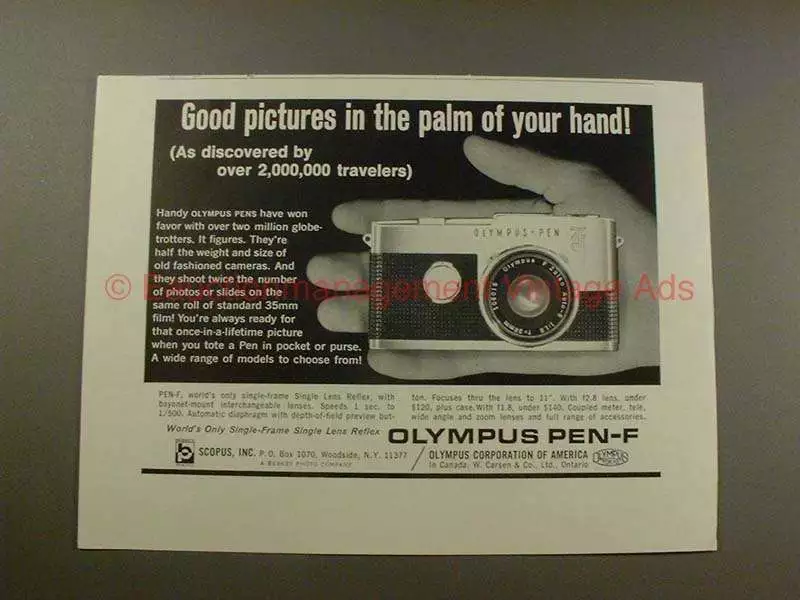 Good pictures in the palm of your hand!
(As discovered by
over 2,000,000 travelers)
Handy OLYMPUS PENS have won
favor with over two million globe-
trotters. It figures. They're
half the weight and size of
old fashioned cameras. And
they shoot twice the number
of photos or slides on the
same roll of standard 35mm
film! You're always ready for
that once-in-a-lifetime picture
when you tote a Pen in pocket or purse.
A wide range of models to choose from!
OLYMPUS-PEN
F
Olympus F.Zuiko Auto-S 1:1.8 f=38mm
© Bananamanagement Vintage Ads
PEN-F, world's only single-frame Single Lens Reflex, with
bayonet-mount interchangeable lenses. Speeds 1 sec. to
1/500. Automatic diaphragm with depth-of-field preview but-
ton. Focuses thru the lens to 11". With f2.8 lens, under
$120, plus case. With f1.8, under $140. Coupled meter, tele,
wide angle and zoom lenses and full range of accessories.
World's Only Single-Frame Single Lens Reflex
OLYMPUS PEN-F
SCOPUS, INC. P.O. Box 1070, Woodside, N.Y. 11377
A BERKEY PHOTO COMPANY
OLYMPUS CORPORATION OF AMERICA
In Canada: W. Carsen & Co., Ltd., Ontario
OLYMPUS